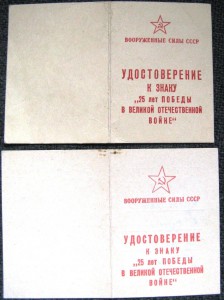 ВООРУЖЕННЫЕ СИЛЫ СССР
УДОСТОВЕРЕНИЕ
К ЗНАКУ
„25 лет ПОБЕДЫ
В ВЕЛИКОЙ ОТЕЧЕСТВЕННОЙ
ВОЙНЕ“
ВООРУЖЕННЫЕ СИЛЫ СССР
УДОСТОВЕРЕНИЕ
К ЗНАКУ
„25 лет ПОБЕДЫ
В ВЕЛИКОЙ ОТЕЧЕСТВЕННОЙ
ВОЙНЕ“